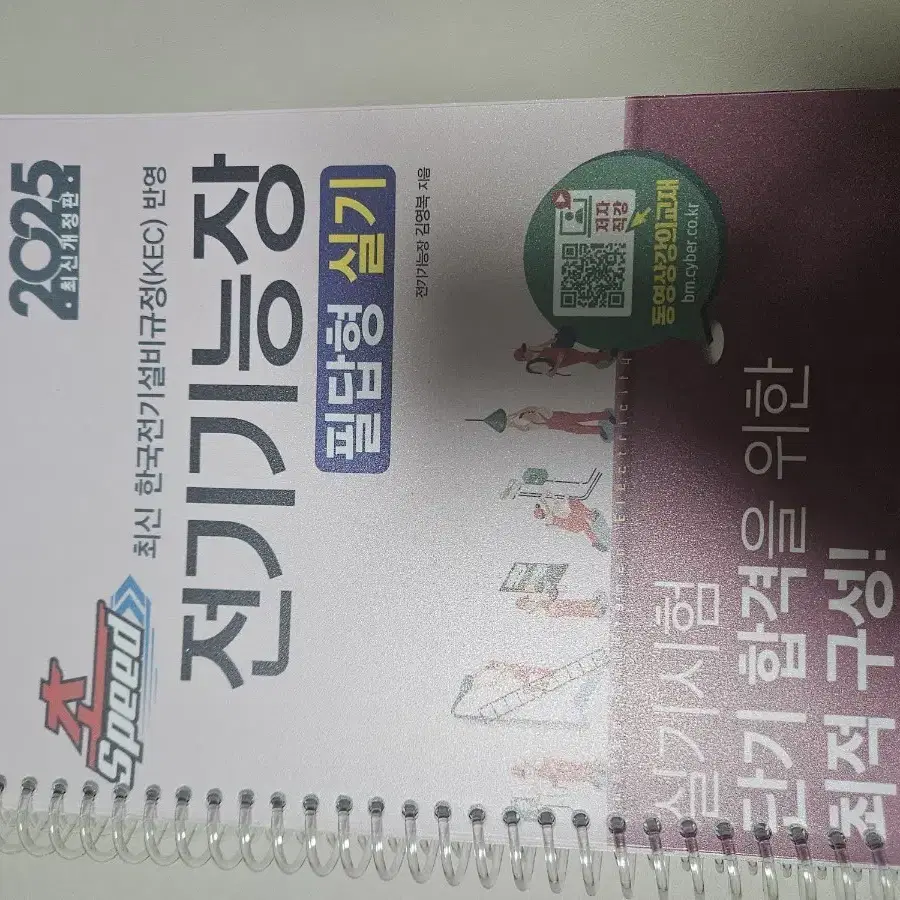 2025
• 최신개정판 •
초
Speed
최신 한국전기설비규정(KEC) 반영
전기기능장
필답형 실기
전기기능장 김영복 지음
저자
직강
동영상강의교재
bm.cyber.co.kr
Electricity
실기시험
단기 합격을 위한
최적 구성!